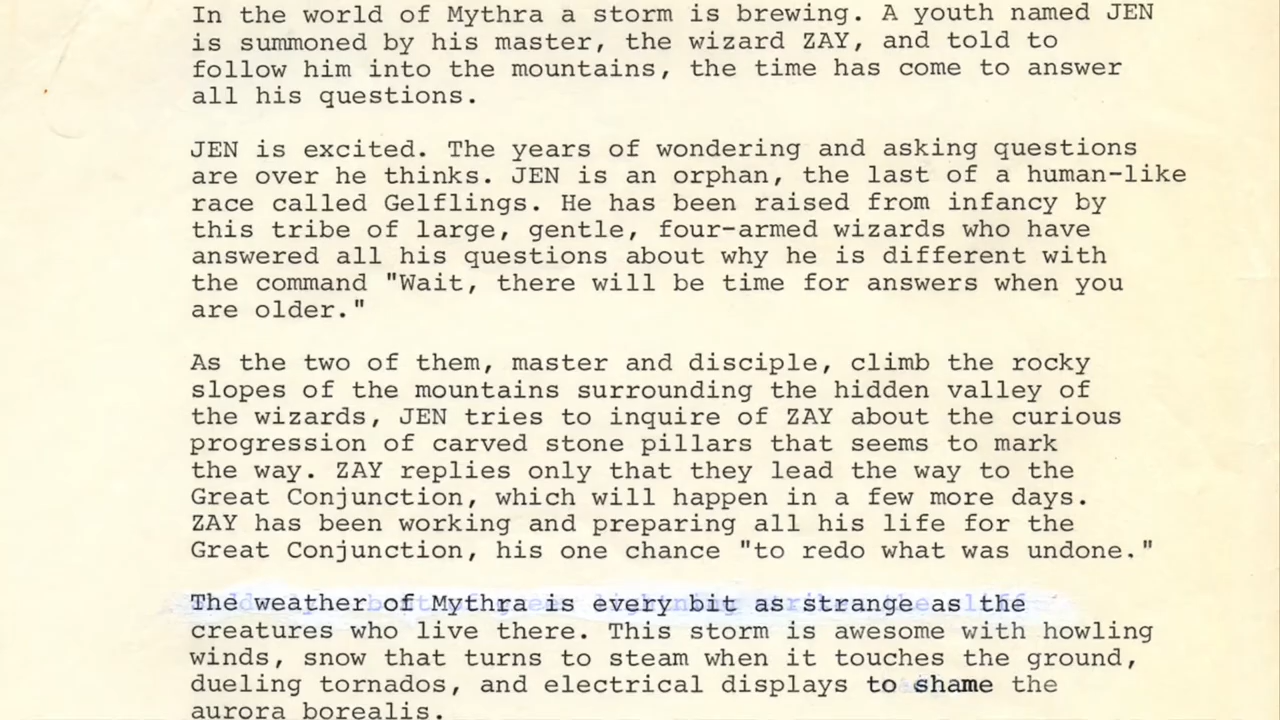 In the world of Mythra a storm is brewing. A youth named JEN
is summoned by his master, the wizard ZAY, and told to
follow him into the mountains, the time has come to answer
all his questions.
JEN is excited. The years of wondering and asking questions
are over he thinks. JEN is an orphan, the last of a human-like
race called Gelflings. He has been raised from infancy by
this tribe of large, gentle, four-armed wizards who have
answered all his questions about why he is different with
the command "Wait, there will be time for answers when you
are older."
As the two of them, master and disciple, climb the rocky
slopes of the mountains surrounding the hidden valley of
the wizards, JEN tries to inquire of ZAY about the curious
progression of carved stone pillars that seems to mark
the way. ZAY replies only that they lead the way to the
Great Conjunction, which will happen in a few more days.
ZAY has been working and preparing all his life for the
Great Conjunction, his one chance "to redo what was undone."
The weather of Mythra is every bit as strange as the
creatures who live there. This storm is awesome with howling
winds, snow that turns to steam when it touches the ground,
dueling tornados, and electrical displays to shame the
aurora borealis.